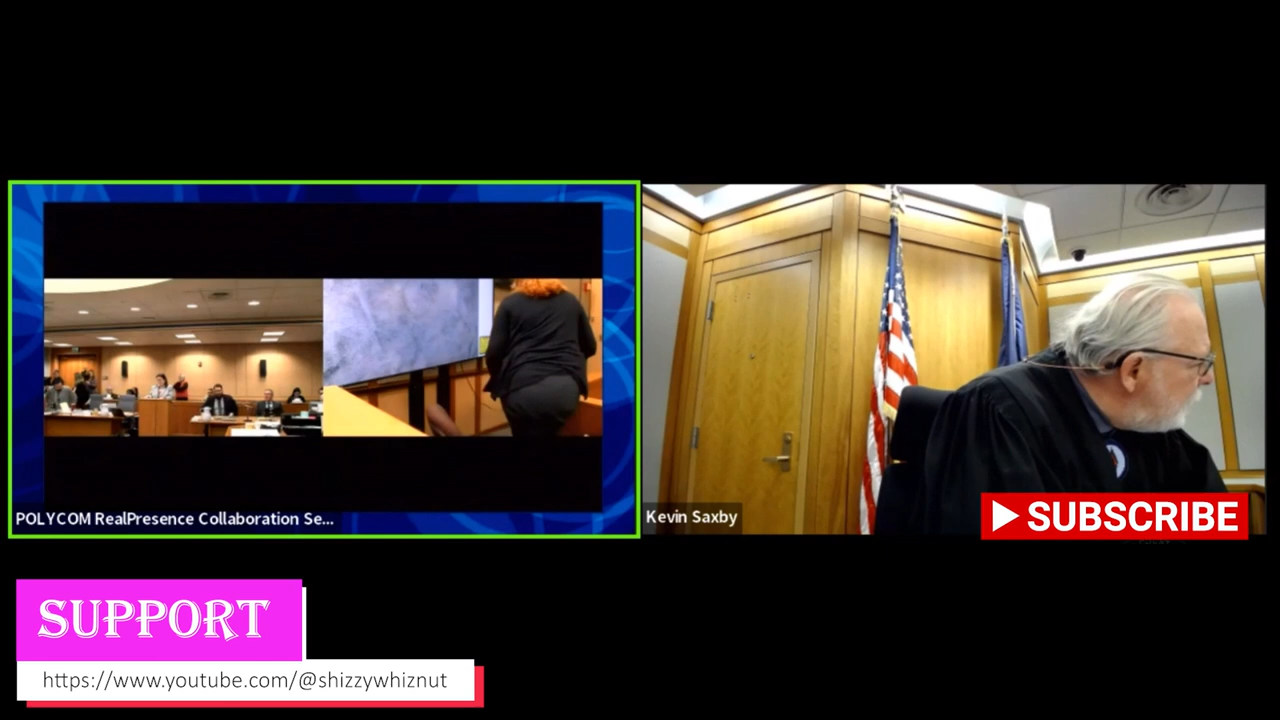 POLYCOM RealPresence Collaboration Se...
Kevin Saxby
SUBSCRIBE
SUPPORT
https://www.youtube.com/@shizzywhiznut